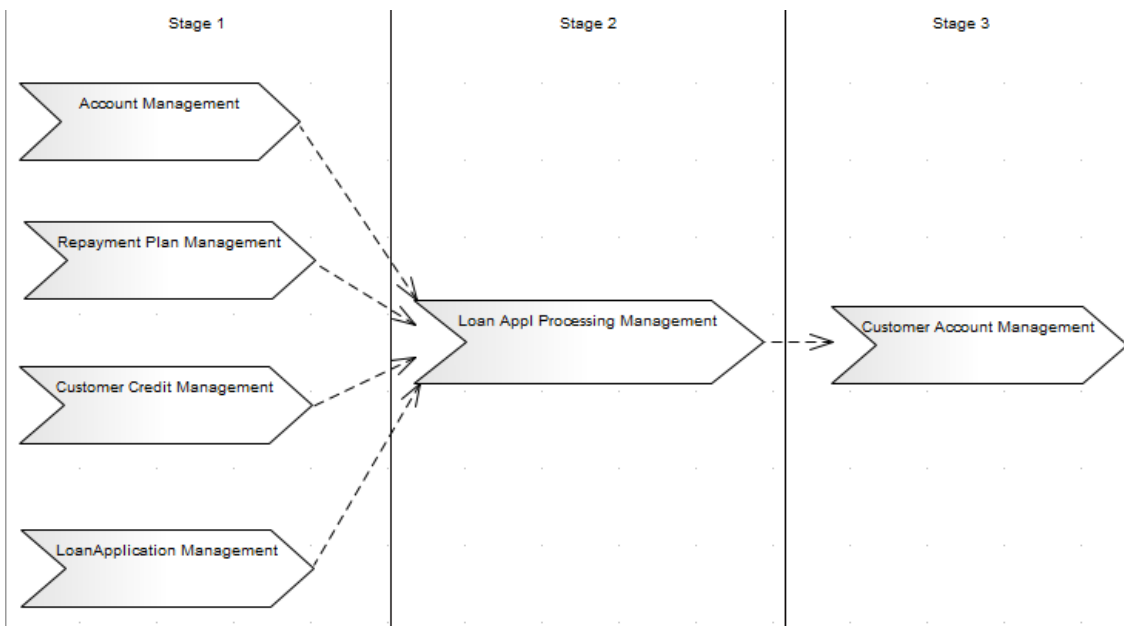 Stage 1
Stage 2
Stage 3
Account Management
Repayment Plan Management
Customer Credit Management
LoanApplication Management
Loan Appl Processing Management
Customer Account Management